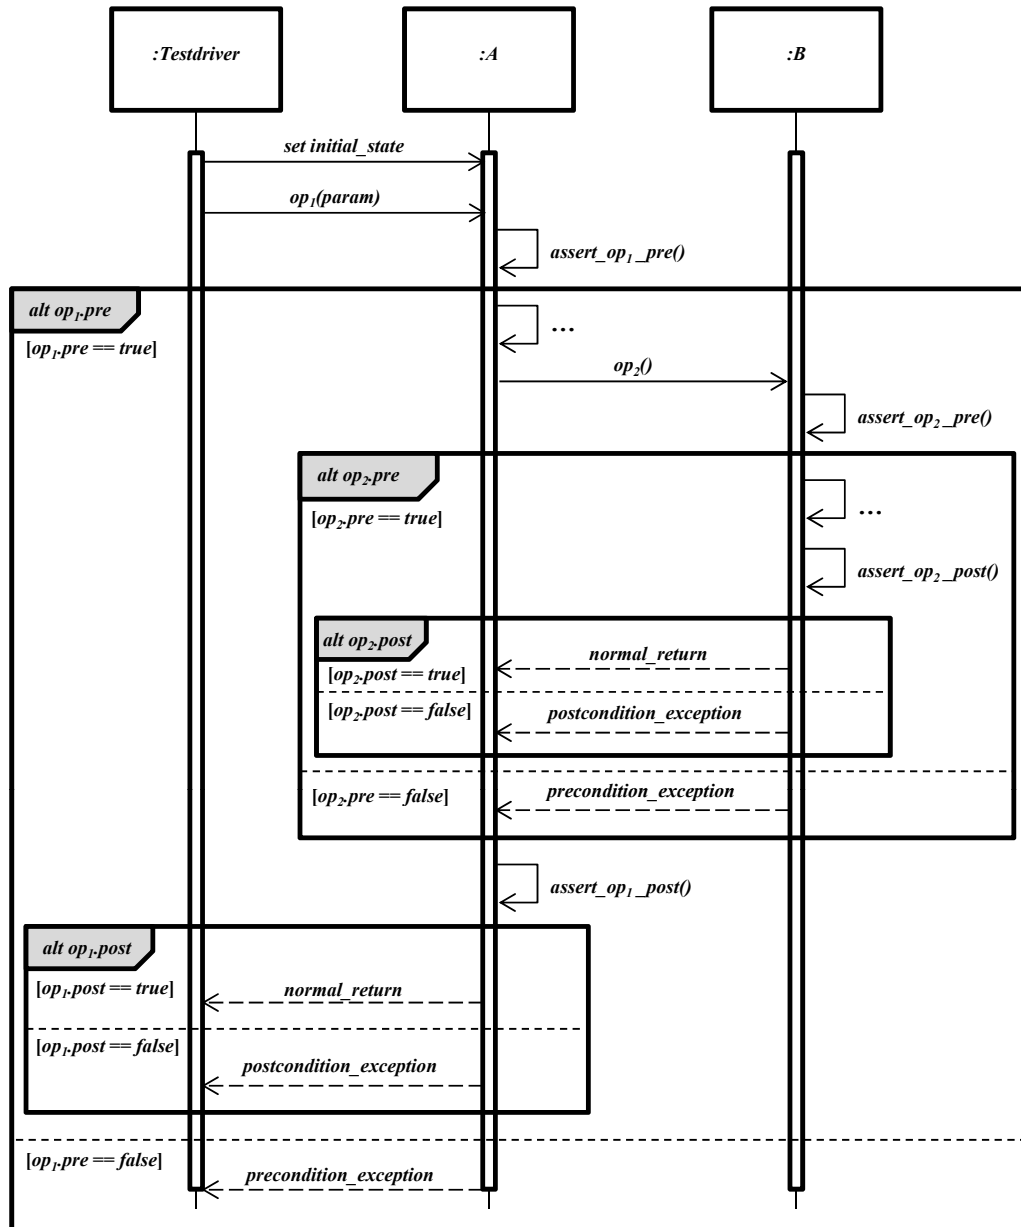 :Testdriver
:A
:B
set initial_state
op₁(param)
assert_op₁_pre()
alt op₁.pre
...
[op₁.pre == true]
op₂()
assert_op₂_pre()
alt op₂.pre
...
[op₂.pre == true]
assert_op₂_post()
alt op₂.post
normal_return
[op₂.post == true]
[op₂.post == false]
postcondition_exception
[op₂.pre == false]
precondition_exception
assert_op₁_post()
alt op₁.post
[op₁.post == true]
normal_return
[op₁.post == false]
postcondition_exception
[op₁.pre == false]
precondition_exception